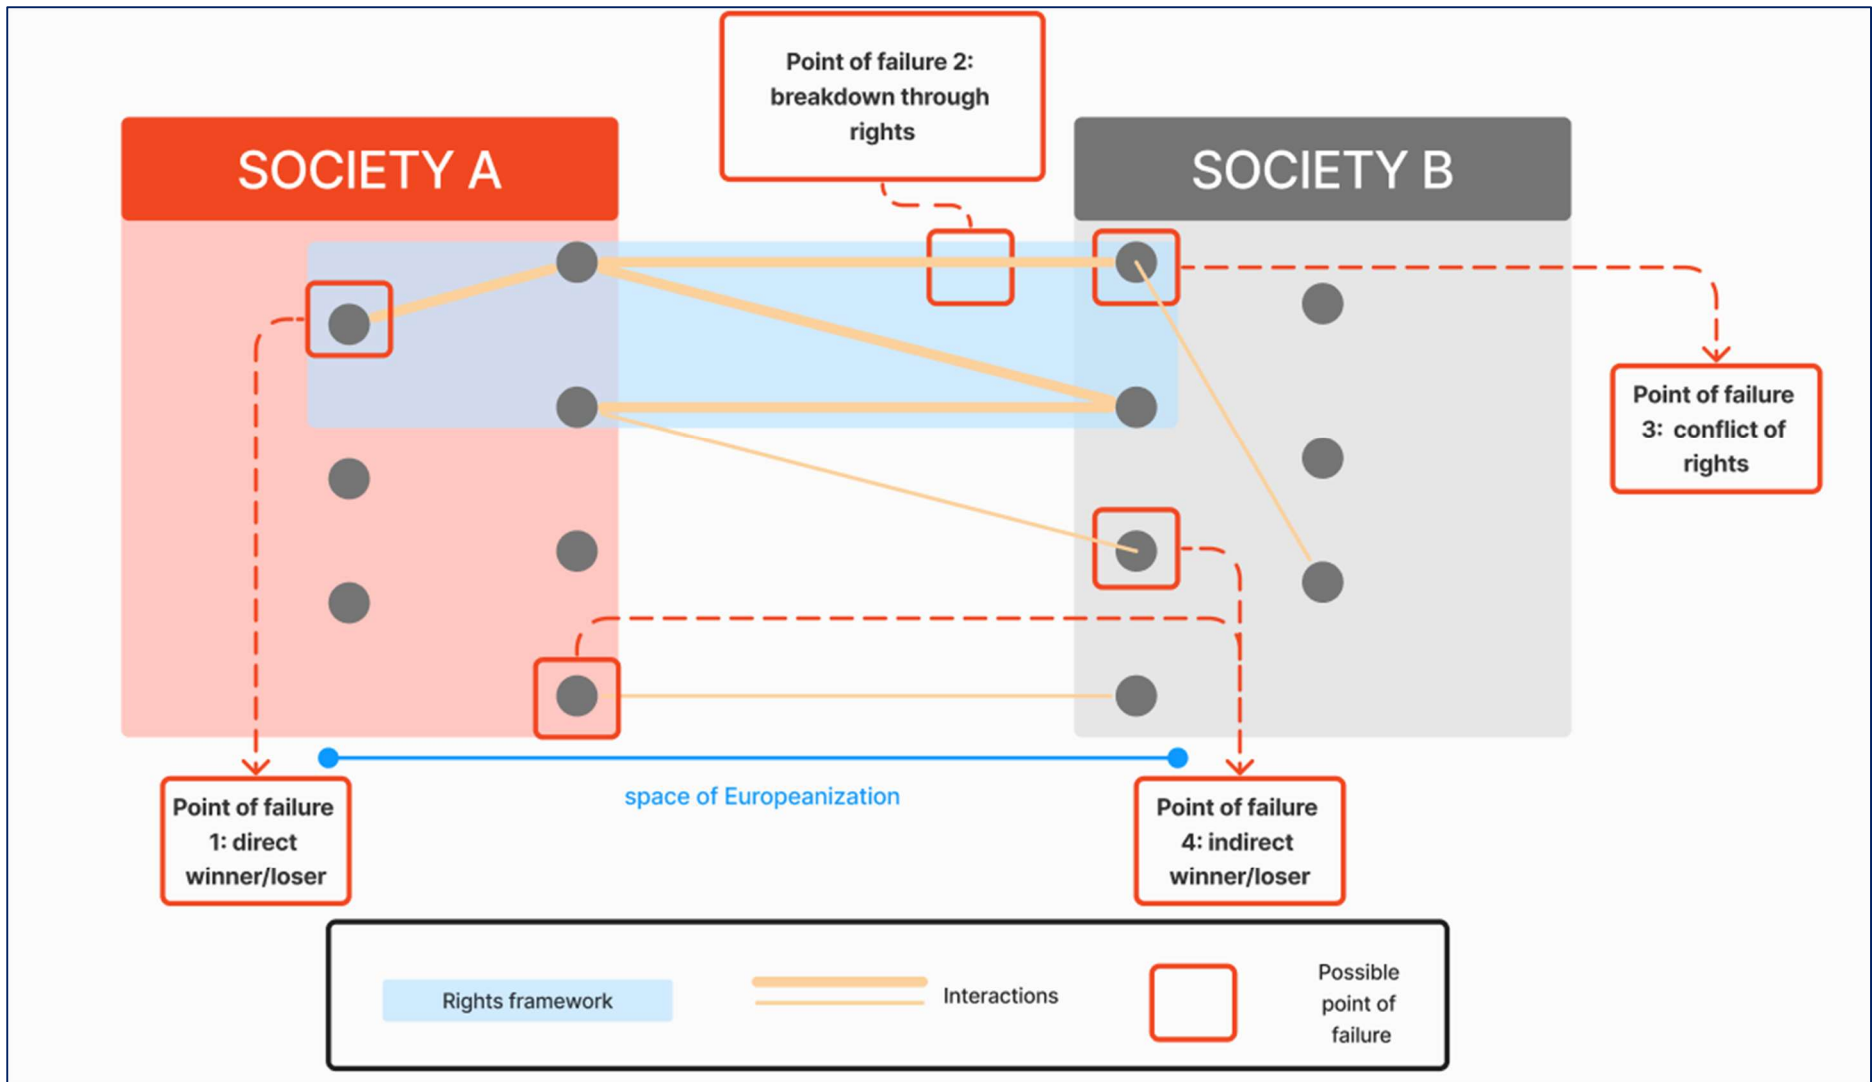 Point of failure 2:
breakdown through
rights
SOCIETY A
SOCIETY B
Point of failure
3: conflict of
rights
space of Europeanization
Point of failure
1: direct
winner/loser
Point of failure
4: indirect
winner/loser
Rights framework
Interactions
Possible
point of
failure